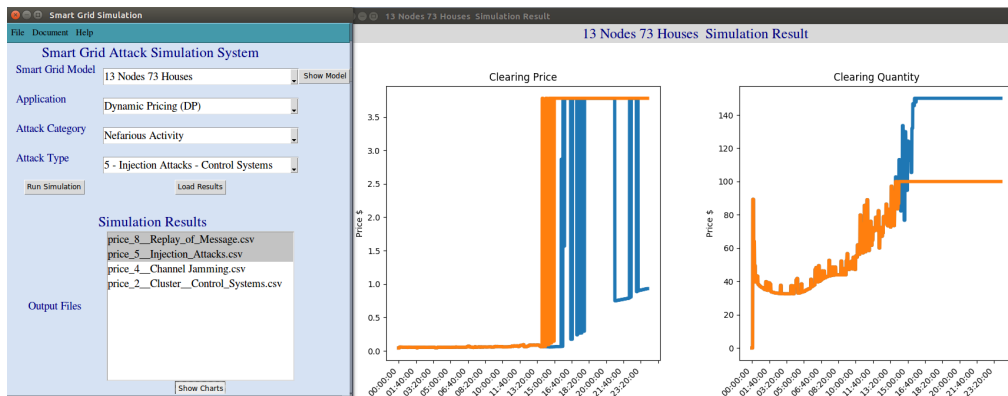 Smart Grid Simulation
File Document Help
Smart Grid Attack Simulation System
Smart Grid Model
13 Nodes 73 Houses
Show Model
Application
Dynamic Pricing (DP)
Attack Category
Nefarious Activity
Attack Type
5 - Injection Attacks - Control Systems
Run Simulation
Load Results
Simulation Results
price_8__Replay_of_Message.csv
price_5__Injection_Attacks.csv
price_4__Channel Jamming.csv
price_2__Cluster__Control_Systems.csv
Output Files
Show Charts
13 Nodes 73 Houses Simulation Result
13 Nodes 73 Houses Simulation Result
Clearing Price
Price $
3.5
3.0
2.5
2.0
1.5
1.0
0.5
0.0
00:00:00
01:40:00
03:20:00
05:00:00
06:40:00
08:20:00
10:00:00
11:40:00
13:20:00
15:00:00
16:40:00
18:20:00
20:00:00
21:40:00
23:20:00
Clearing Quantity
Price $
140
120
100
80
60
40
20
0
00:00:00
01:40:00
03:20:00
05:00:00
06:40:00
08:20:00
10:00:00
11:40:00
13:20:00
15:00:00
16:40:00
18:20:00
20:00:00
21:40:00
23:20:00